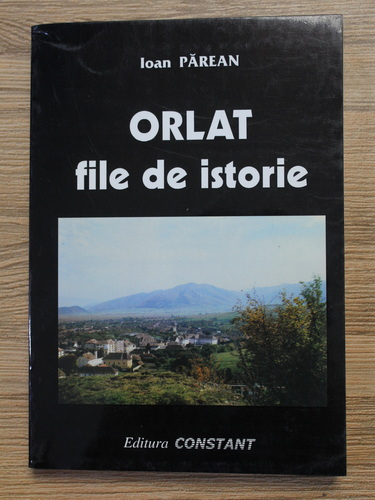 Ioan PĂREAN
ORLAT
file de istorie
Editura CONSTANT